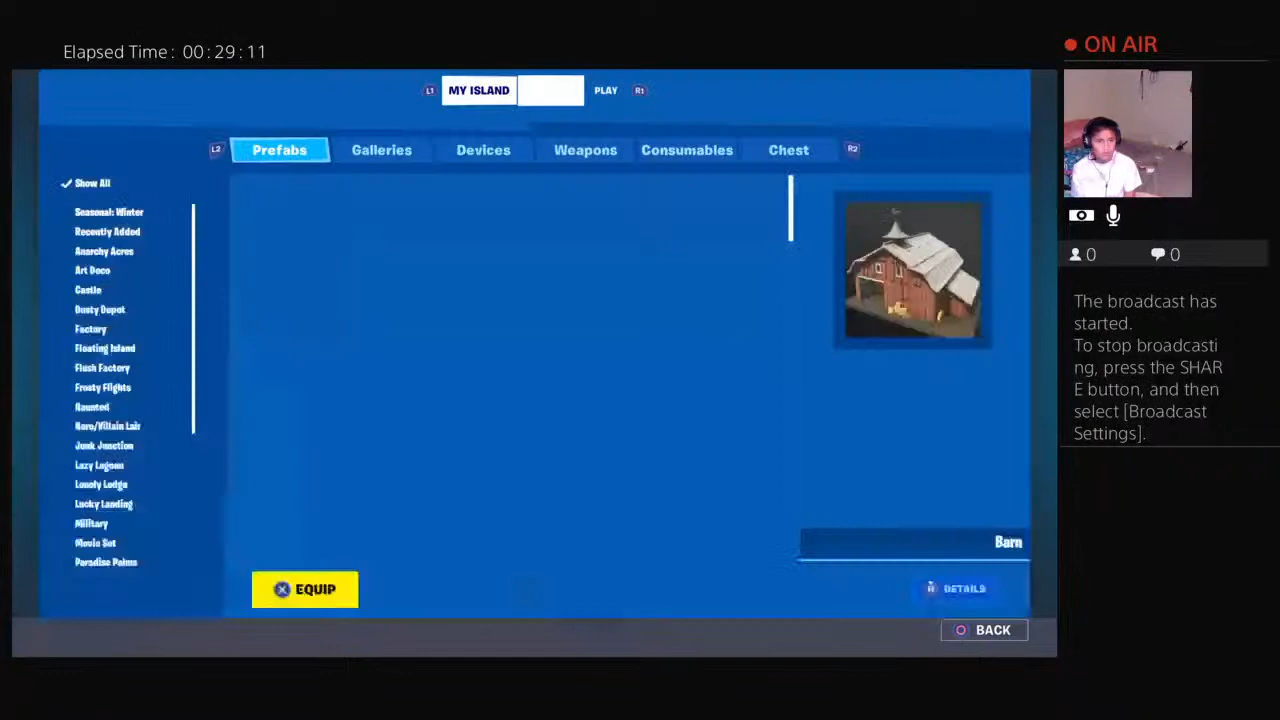 Elapsed Time: 00:29:11
ON AIR
L1 MY ISLAND PLAY R1
L2 Prefabs Galleries Devices Weapons Consumables Chest R2
Show All
Seasonal: Winter
Recently Added
Anarchy Acres
Art Deco
Castle
Dusty Depot
Factory
Floating Island
Flush Factory
Frosty Flights
Haunted
Hero/Villain Lair
Junk Junction
Lazy Lagoon
Lonely Lodge
Lucky Landing
Military
Movie Set
Paradise Palms
0 0
The broadcast has
started.
To stop broadcasti
ng, press the SHAR
E button, and then
select [Broadcast
Settings].
Barn
EQUIP
R DETAILS
BACK